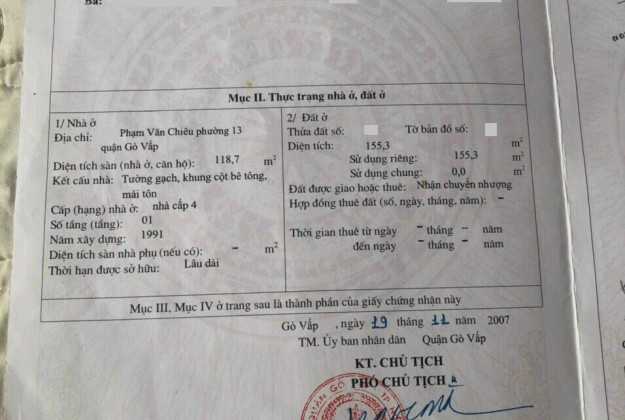 Bà:
Mục II. Thực trạng nhà ở, đất ở
1/ Nhà ở
Địa chỉ: Phạm Văn Chiêu phường 13
quận Gò Vấp
Diện tích sàn (nhà ở, căn hộ): 118,7 m²
Kết cấu nhà: Tường gạch, khung cột bê tông,
mái tôn
Cấp (hạng) nhà ở: nhà cấp 4
Số tầng (tầng): 01
Năm xây dựng: 1991
Diện tích sàn nhà phụ (nếu có): – m²
Thời hạn được sở hữu: Lâu dài
2/ Đất ở
Thửa đất số: Tờ bản đồ số:
Diện tích: 155,3 m²
Sử dụng riêng: 155,3 m²
Sử dụng chung: 0,0 m²
Đất được giao hoặc thuê: Nhận chuyển nhượng
Hợp đồng thuê đất (số, ngày, tháng, năm): –
Thời gian thuê từ ngày – tháng – năm
đến ngày – tháng – năm
Mục III, Mục IV ở trang sau là thành phần của giấy chứng nhận này
Gò Vấp , ngày 19 tháng 11 năm 2007
TM. Ủy ban nhân dân Quận Gò Vấp
KT. CHỦ TỊCH
PHÓ CHỦ TỊCH